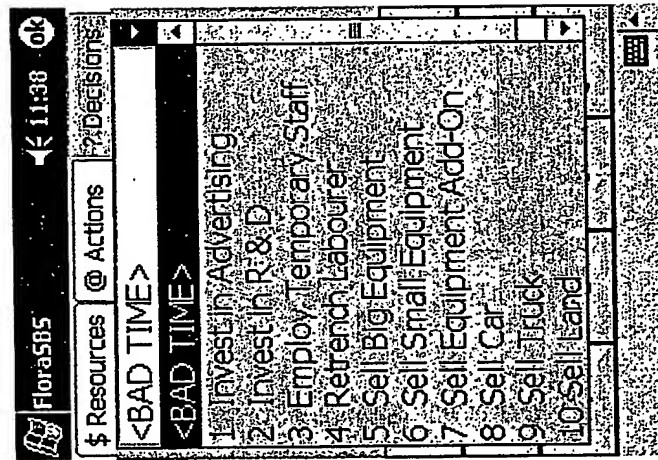 FloraSBS 11:38 ok
$ Resources @ Actions ? Decisions
<BAD TIME>
<BAD TIME>
1 Invest in Advertising
2 Invest in R & D
3 Employ Temporary Staff
4 Retrench Labourer
5 Sell Big Equipment
6 Sell Small Equipment
7 Sell Equipment Add-On
8 Sell Car
9 Sell Truck
10 Sell Land